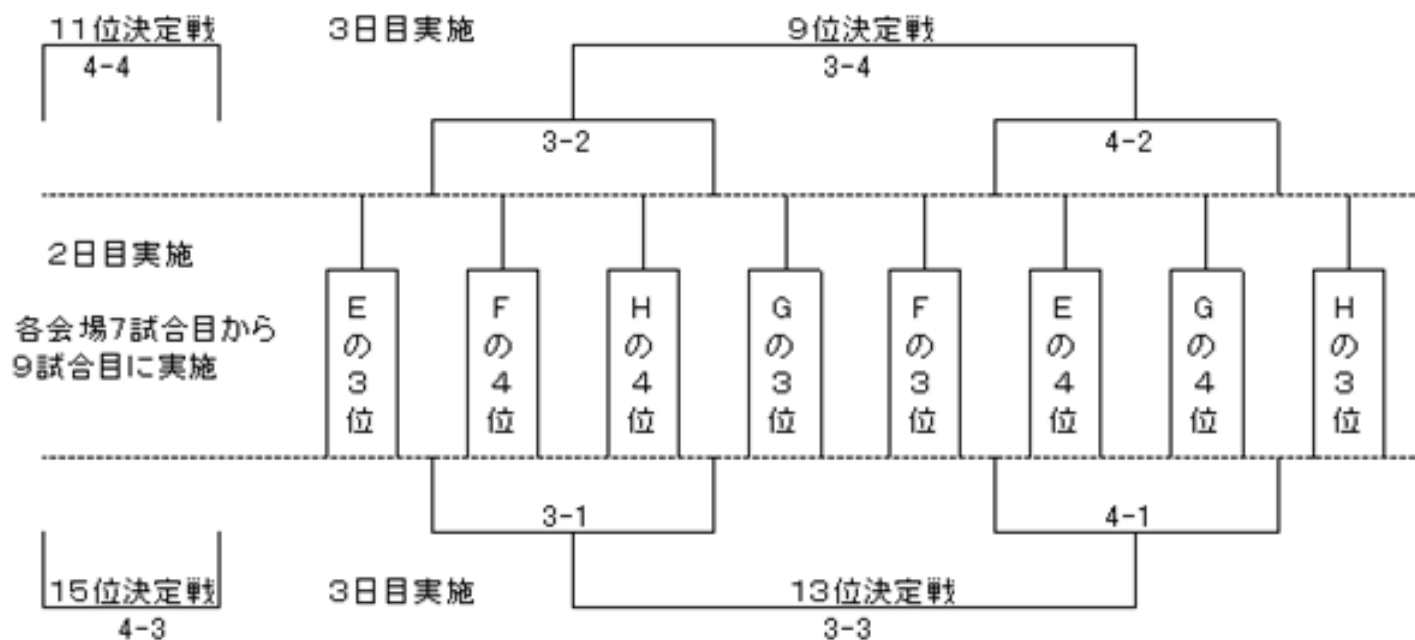 11位決定戦 3日目実施 9位決定戦
4-4 3-4
3-2 4-2
2日目実施
各会場7試合目から
9試合目に実施
Eの3位
Fの4位
Hの4位
Gの3位
Fの3位
Eの4位
Gの4位
Hの3位
3-1 4-1
15位決定戦 3日目実施 13位決定戦
4-3 3-3